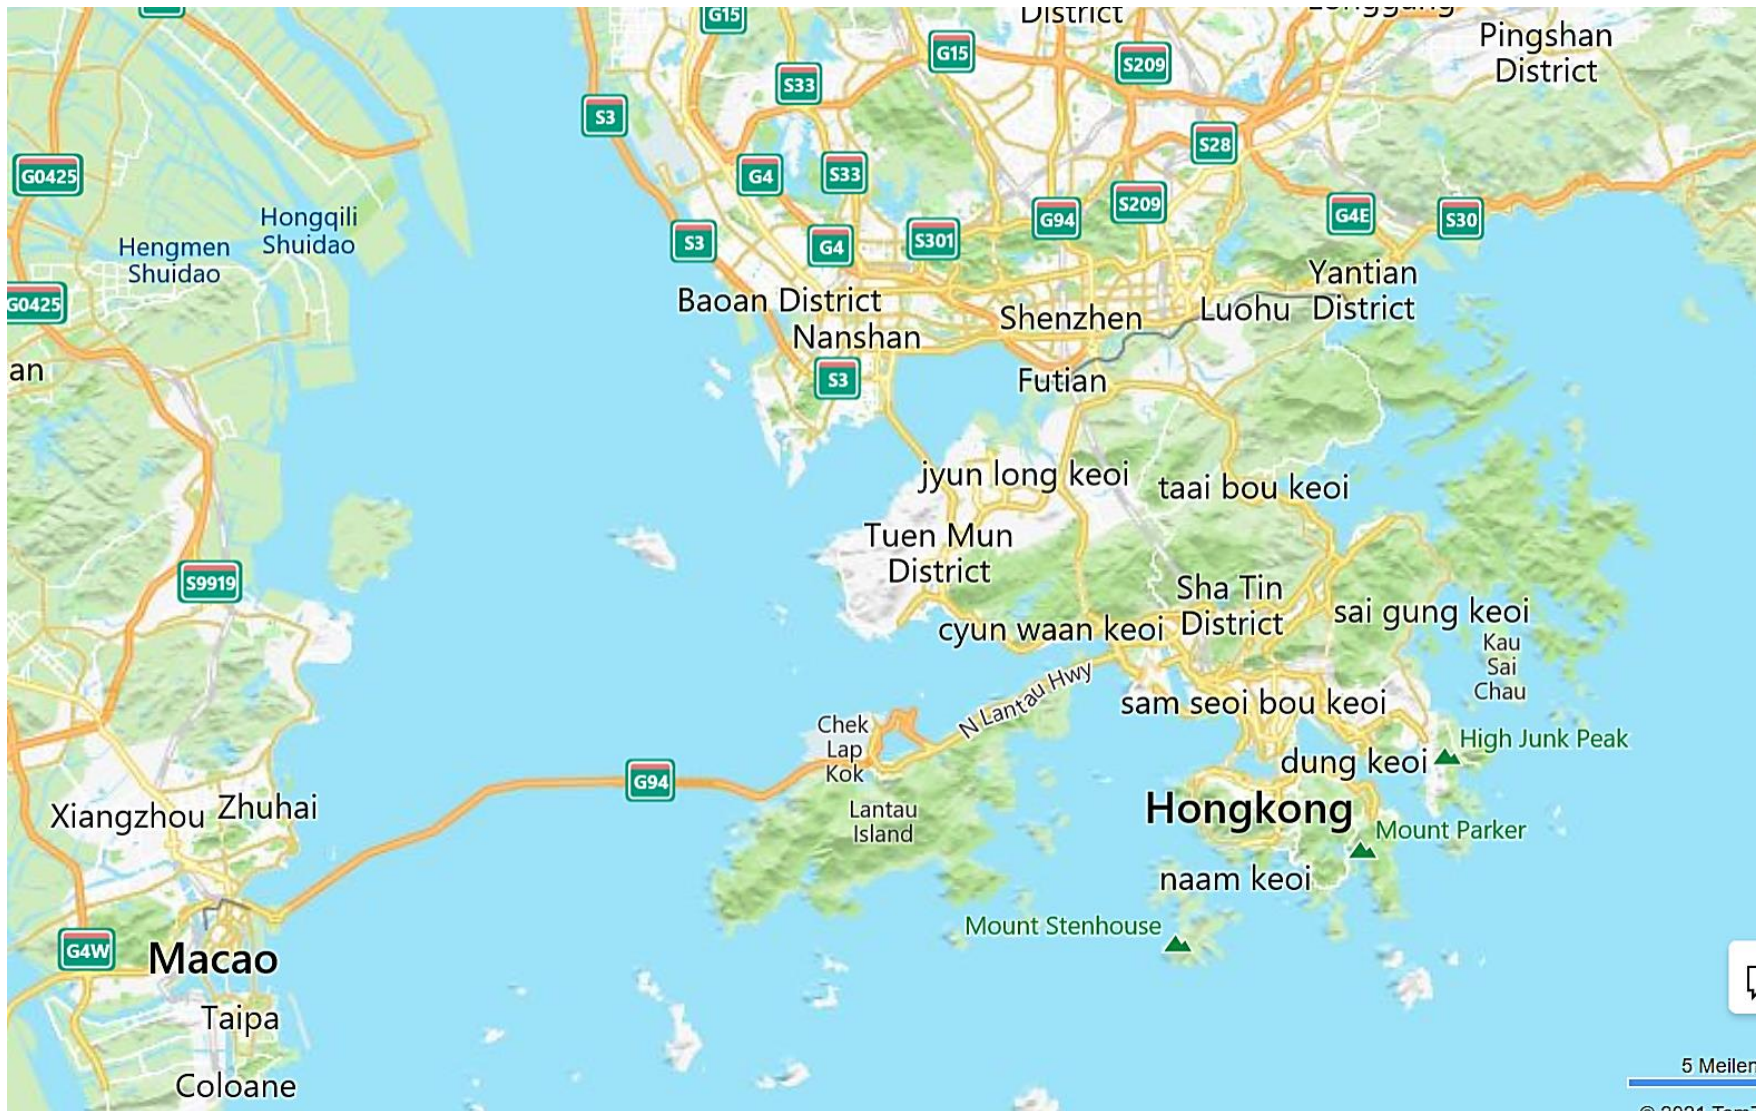 G15
District
Pingshan
District
G15
S209
S33
S3
S28
G0425
G4
S33
S209
G94
G4E
S30
Hongqili
Shuidao
Hengmen
Shuidao
S3
G4
S301
G0425
Baoan District
Nanshan
Shenzhen
Luohu
Yantian
District
an
S3
Futian
jyun long keoi
taai bou keoi
Tuen Mun
District
S9919
Sha Tin
District
cyun waan keoi
sai gung keoi
Kau
Sai
Chau
N Lantau Hwy
sam seoi bou keoi
Chek
Lap
Kok
High Junk Peak
dung keoi
G94
Xiangzhou
Zhuhai
Lantau
Island
Hongkong
Mount Parker
naam keoi
Mount Stenhouse
G4W
Macao
Taipa
Coloane
5 Meilen